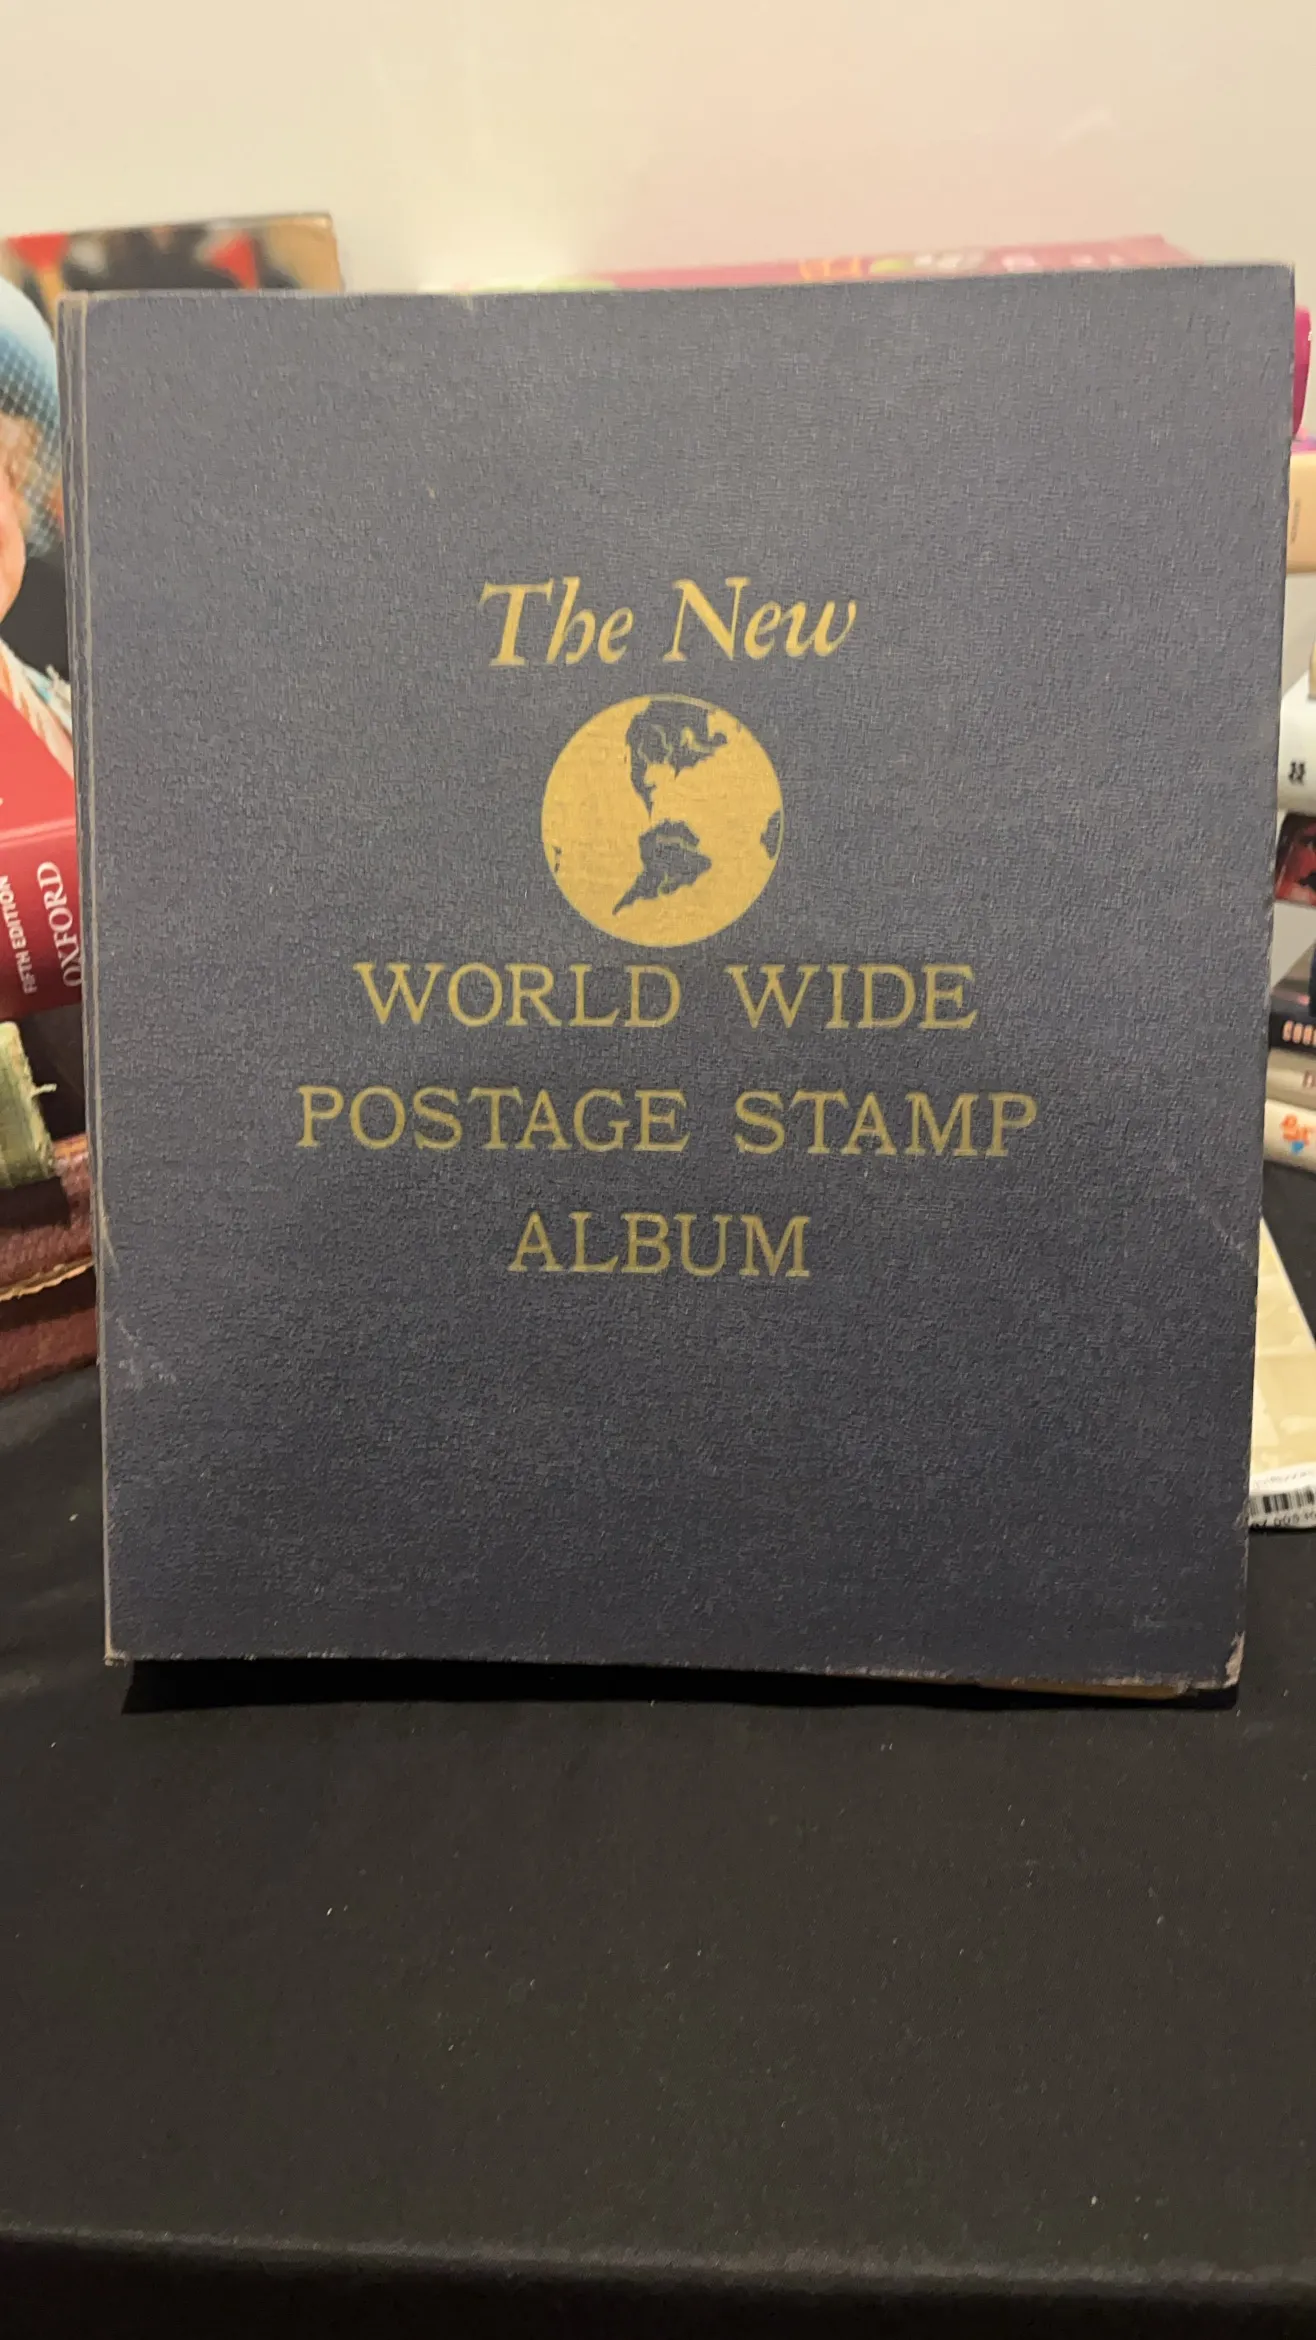 The New
WORLD WIDE
POSTAGE STAMP
ALBUM
OXFORD
FIFTH EDITION